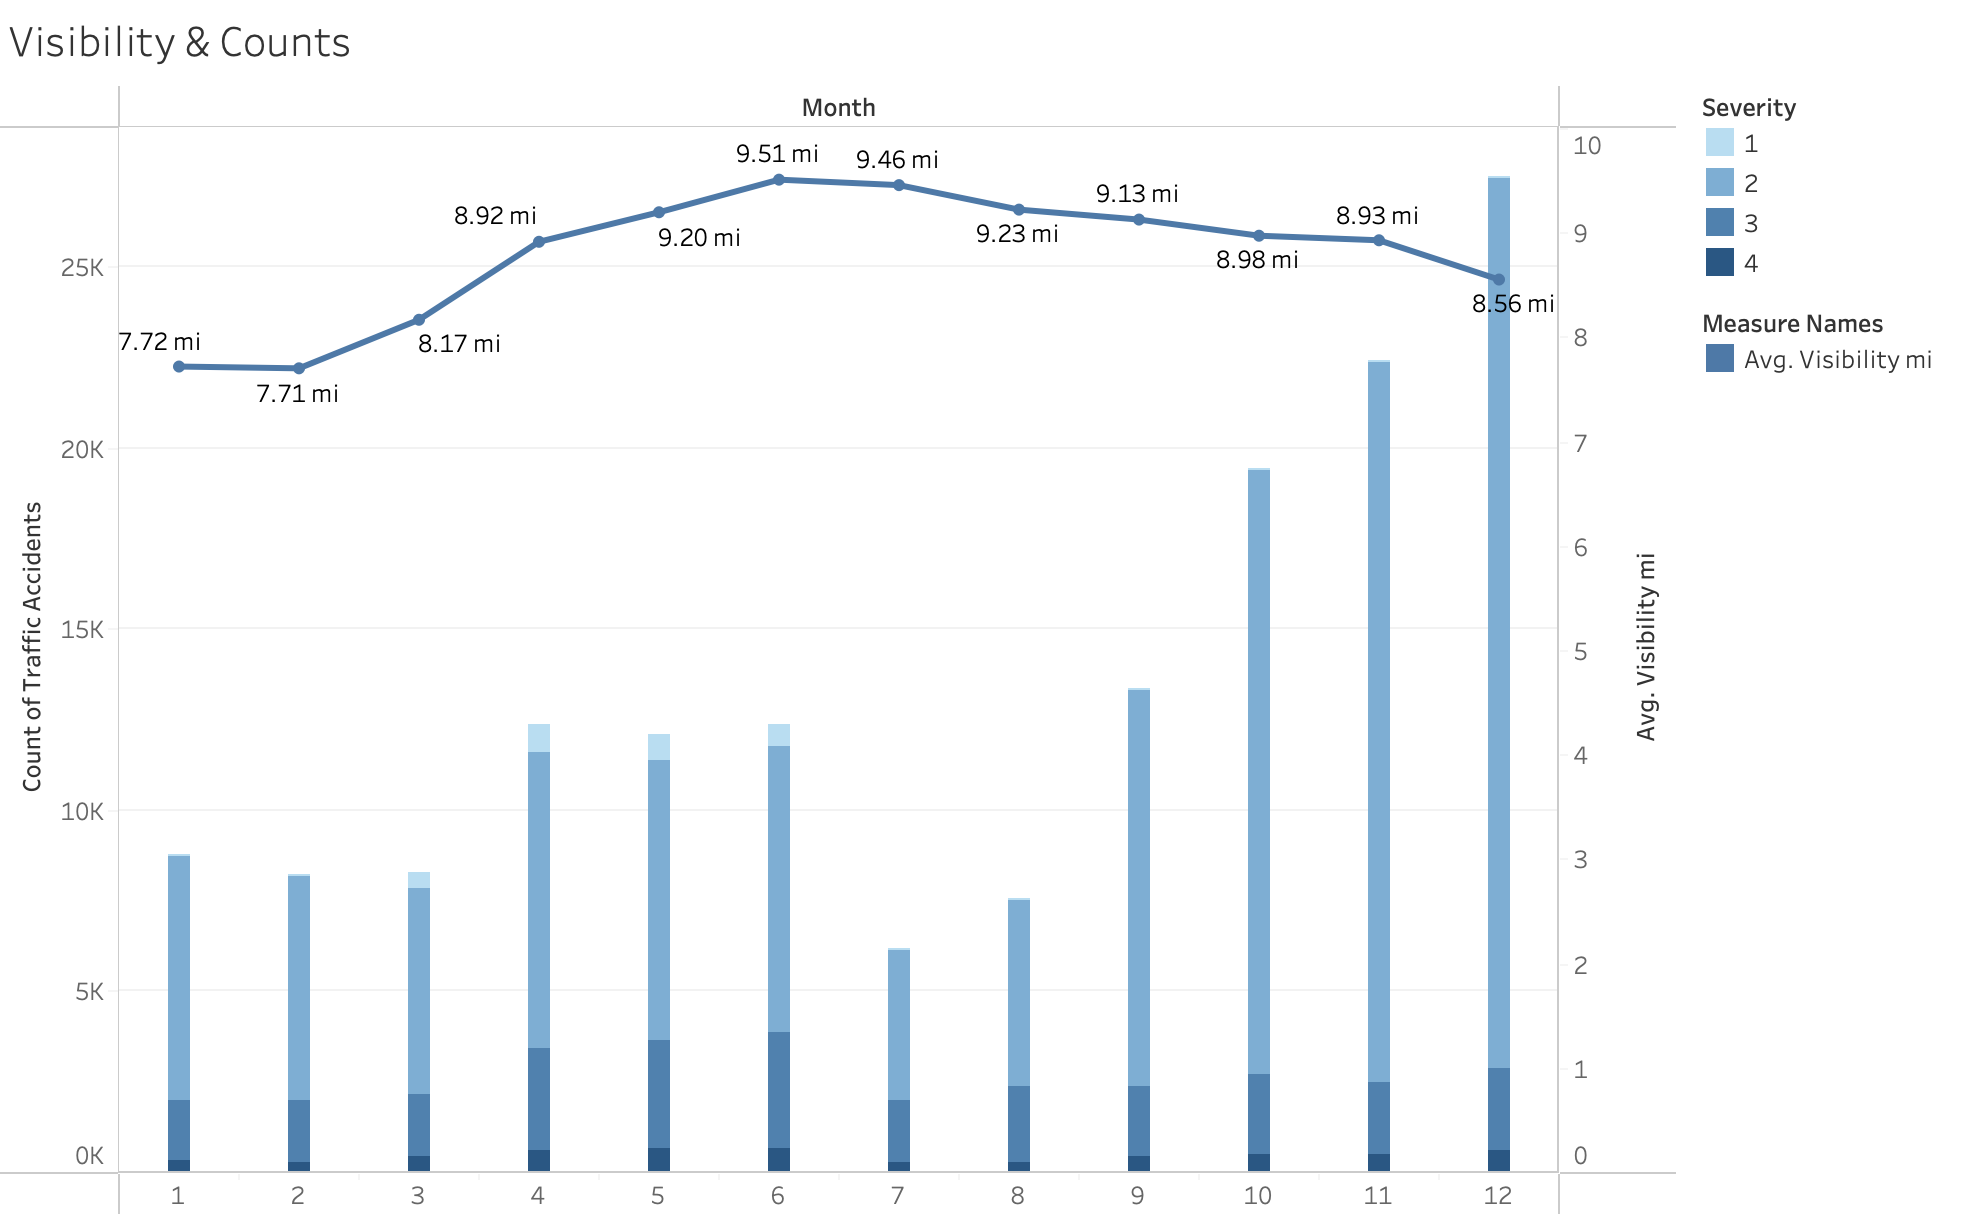 Visibility & Counts
Month
9.51 mi
9.46 mi
9.13 mi
8.92 mi
8.93 mi
9.20 mi
9.23 mi
8.98 mi
8.56 mi
7.72 mi
8.17 mi
7.71 mi
25K
20K
15K
10K
5K
0K
Count of Traffic Accidents
10
9
8
7
6
5
4
3
2
1
0
Avg. Visibility mi
1 2 3 4 5 6 7 8 9 10 11 12
Severity
1
2
3
4
Measure Names
Avg. Visibility mi